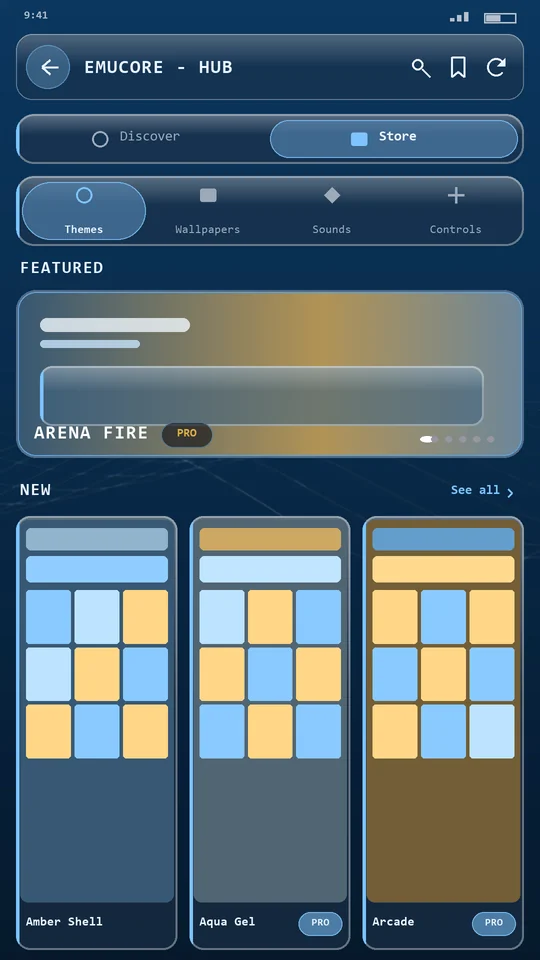 9:41
EMUCORE - HUB
Discover
Store
Themes
Wallpapers
Sounds
Controls
FEATURED
ARENA FIRE PRO
NEW
See all
Amber Shell
Aqua Gel PRO
Arcade PRO